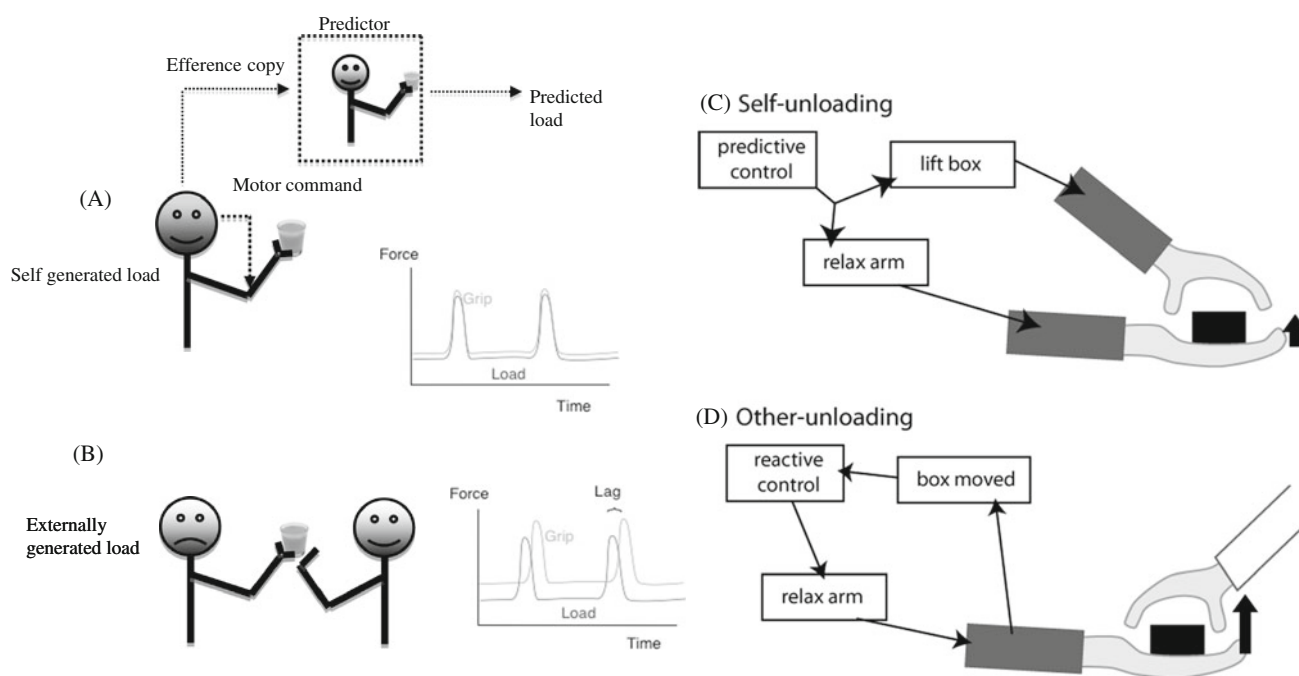 Predictor
Efference copy
Predicted
load
(A)
Motor command
Self generated load
Force
Grip
Load
Time
(B)
Externally
generated load
Force
Lag
Grip
Load
Time
(C) Self-unloading
predictive
control
lift box
relax arm
(D) Other-unloading
reactive
control
box moved
relax arm